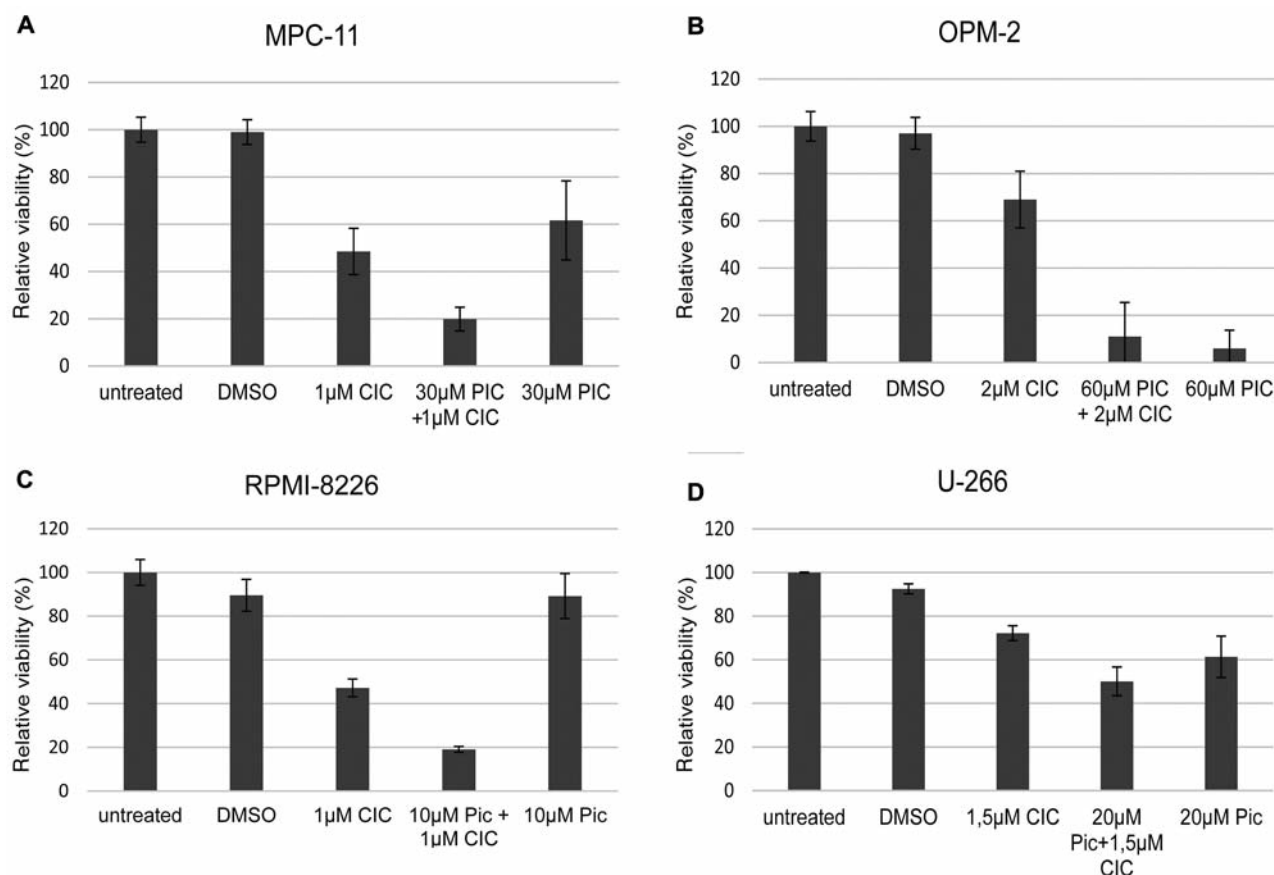 A
MPC-11
Relative viability (%)
120
100
80
60
40
20
0
untreated
DMSO
1µM CIC
30µM PIC
+1µM CIC
30µM PIC
B
OPM-2
Relative viability (%)
120
100
80
60
40
20
0
untreated
DMSO
2µM CIC
60µM PIC
+ 2µM CIC
60µM PIC
C
RPMI-8226
Relative viability (%)
120
100
80
60
40
20
0
untreated
DMSO
1µM CIC
10µM Pic +
1µM CIC
10µM Pic
D
U-266
Relative viability (%)
120
100
80
60
40
20
0
untreated
DMSO
1,5µM CIC
20µM
Pic+1,5µM
CIC
20µM Pic